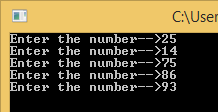 C:\User
Enter the number-->25
Enter the number-->14
Enter the number-->75
Enter the number-->86
Enter the number-->93